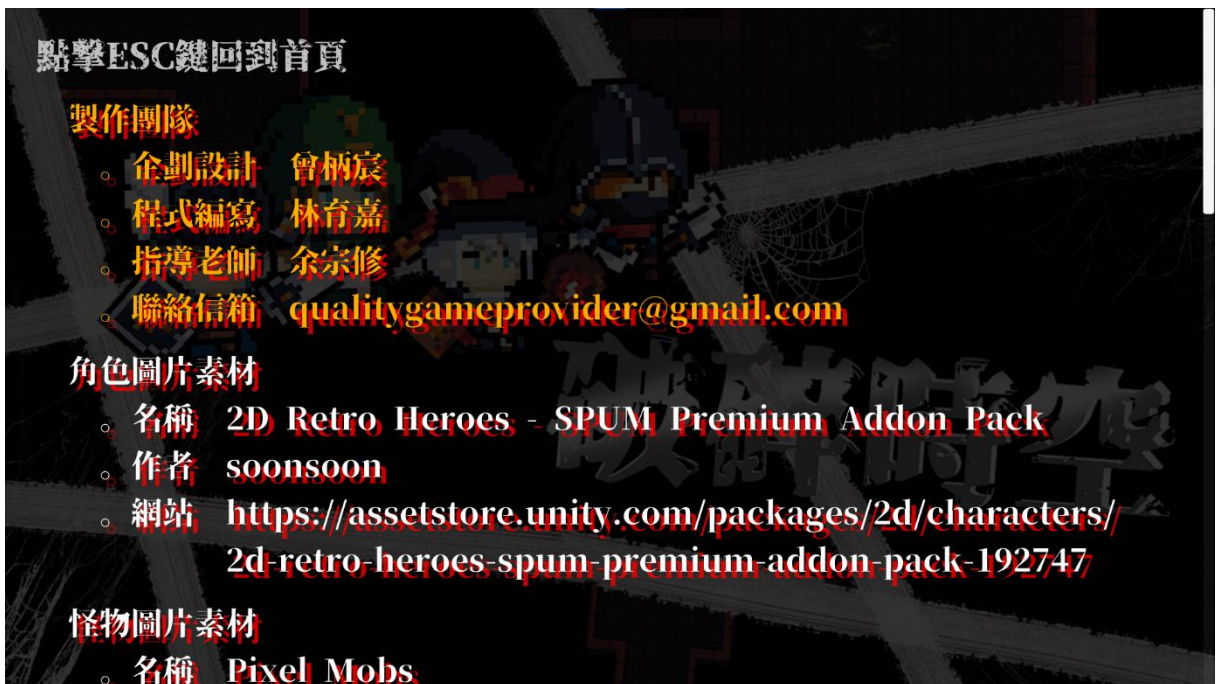 點擊ESC鍵回到首頁
製作團隊
。企劃設計 曾柄宸
。程式編寫 林育嘉
。指導老師 余宗修
。聯絡信箱 qualitygameprovider@gmail.com
角色圖片素材
。名稱 2D Retro Heroes - SPUM Premium Addon Pack
。作者 soonsoon
。網站 https://assetstore.unity.com/packages/2d/characters/
2d-retro-heroes-spum-premium-addon-pack-192747
破碎時空
怪物圖片素材
。名稱 Pixel Mobs